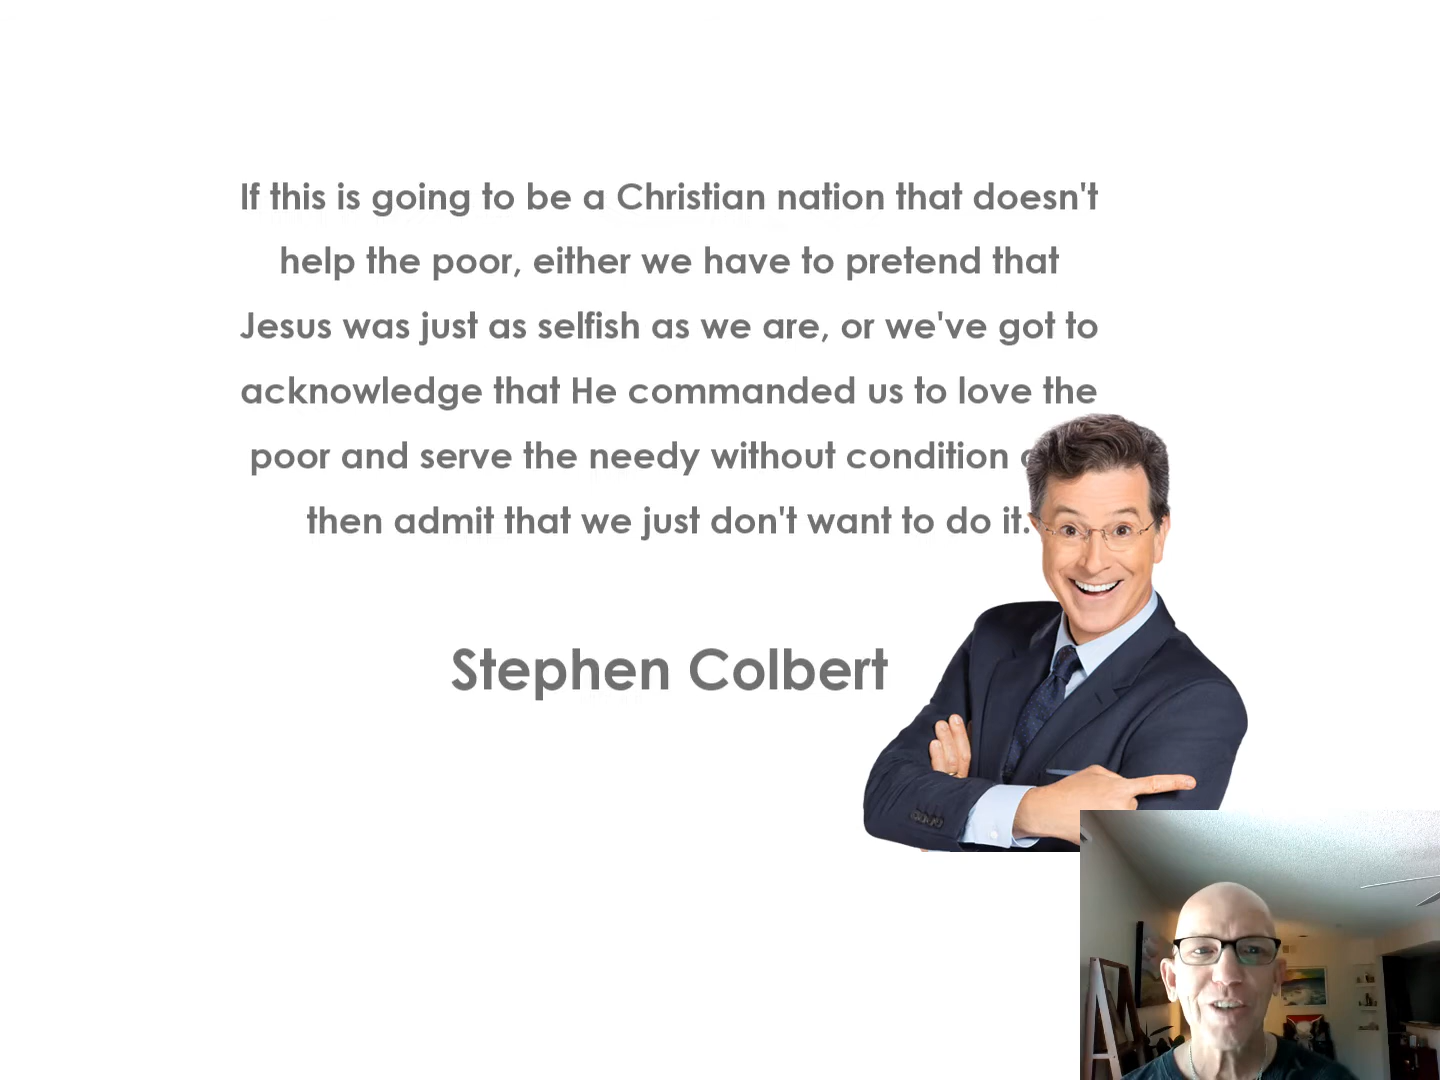 If this is going to be a Christian nation that doesn't
help the poor, either we have to pretend that
Jesus was just as selfish as we are, or we've got to
acknowledge that He commanded us to love the
poor and serve the needy without condition
then admit that we just don't want to do it.
Stephen Colbert